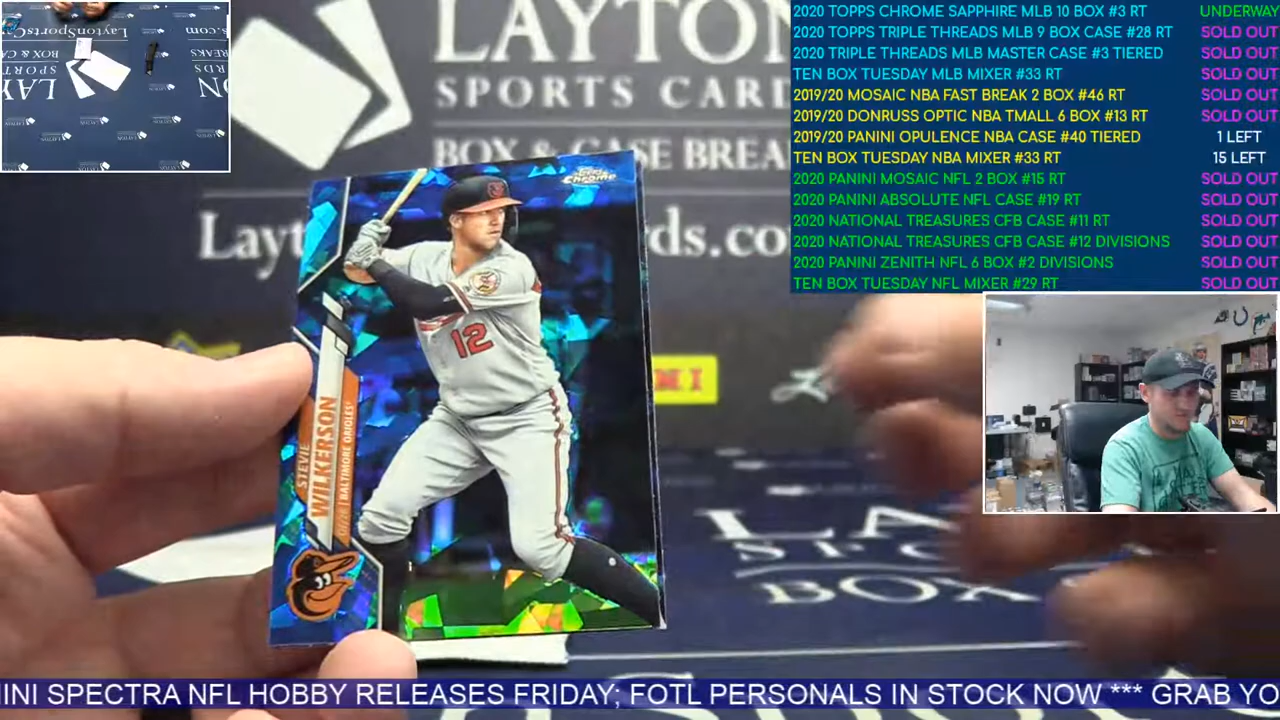 LAYTON
SPORTS CARD
BOX & CASE BREA
Layt
rds.co
2020 TOPPS CHROME SAPPHIRE MLB 10 BOX #3 RT UNDERWAY
2020 TOPPS TRIPLE THREADS MLB 9 BOX CASE #28 RT SOLD OUT
2020 TRIPLE THREADS MLB MASTER CASE #3 TIERED SOLD OUT
TEN BOX TUESDAY MLB MIXER #33 RT SOLD OUT
2019/20 MOSAIC NBA FAST BREAK 2 BOX #46 RT SOLD OUT
2019/20 DONRUSS OPTIC NBA TMALL 6 BOX #13 RT SOLD OUT
2019/20 PANINI OPULENCE NBA CASE #40 TIERED 1 LEFT
TEN BOX TUESDAY NBA MIXER #33 RT 15 LEFT
2020 PANINI MOSAIC NFL 2 BOX #15 RT SOLD OUT
2020 PANINI ABSOLUTE NFL CASE #19 RT SOLD OUT
2020 NATIONAL TREASURES CFB CASE #11 RT SOLD OUT
2020 NATIONAL TREASURES CFB CASE #12 DIVISIONS SOLD OUT
2020 PANINI ZENITH NFL 6 BOX #2 DIVISIONS SOLD OUT
TEN BOX TUESDAY NFL MIXER #29 RT SOLD OUT
Chrome
12
STEVIE
WILKERSON
BALTIMORE ORIOLES
BOX
INI SPECTRA NFL HOBBY RELEASES FRIDAY; FOTL PERSONALS IN STOCK NOW *** GRAB YO